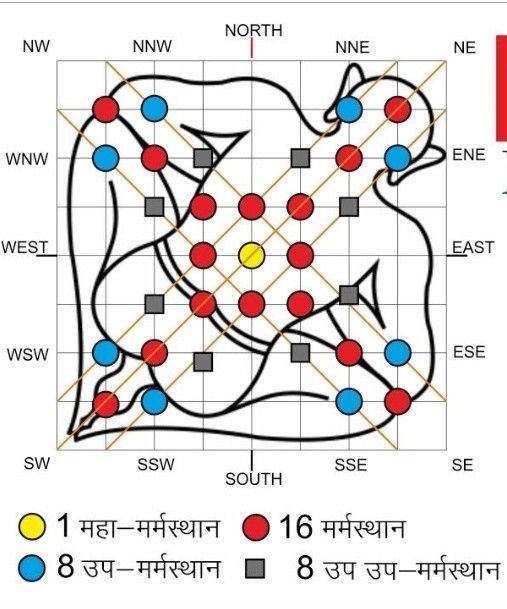 NORTH
NW NNW NNE NE
WNW ENE
WEST EAST
WSW ESE
SW SSW SSE SE
SOUTH
1 महा–मर्मस्थान 16 मर्मस्थान
8 उप–मर्मस्थान 8 उप उप–मर्मस्थान